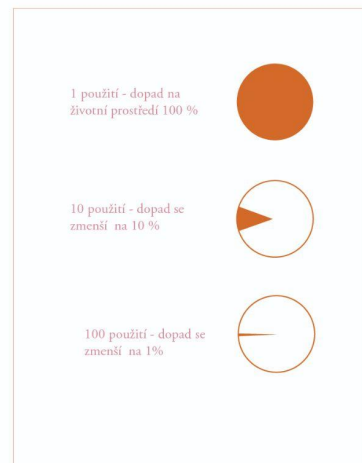 1 použití - dopad na
životní prostředí 100 %
10 použití - dopad se
zmenší na 10 %
100 použití - dopad se
zmenší na 1%